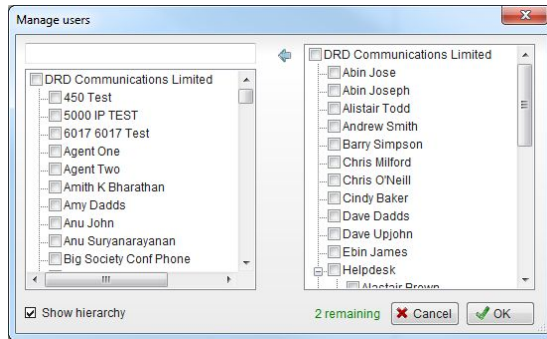 Manage users
DRD Communications Limited
450 Test
5000 IP TEST
6017 6017 Test
Agent One
Agent Two
Amith K Bharathan
Amy Dadds
Anu John
Anu Suryanarayanan
Big Society Conf Phone
DRD Communications Limited
Abin Jose
Abin Joseph
Alistair Todd
Andrew Smith
Barry Simpson
Chris Milford
Chris O'Neill
Cindy Baker
Dave Dadds
Dave Upjohn
Ebin James
Helpdesk
Alastair Brown
Show hierarchy
2 remaining
Cancel
OK